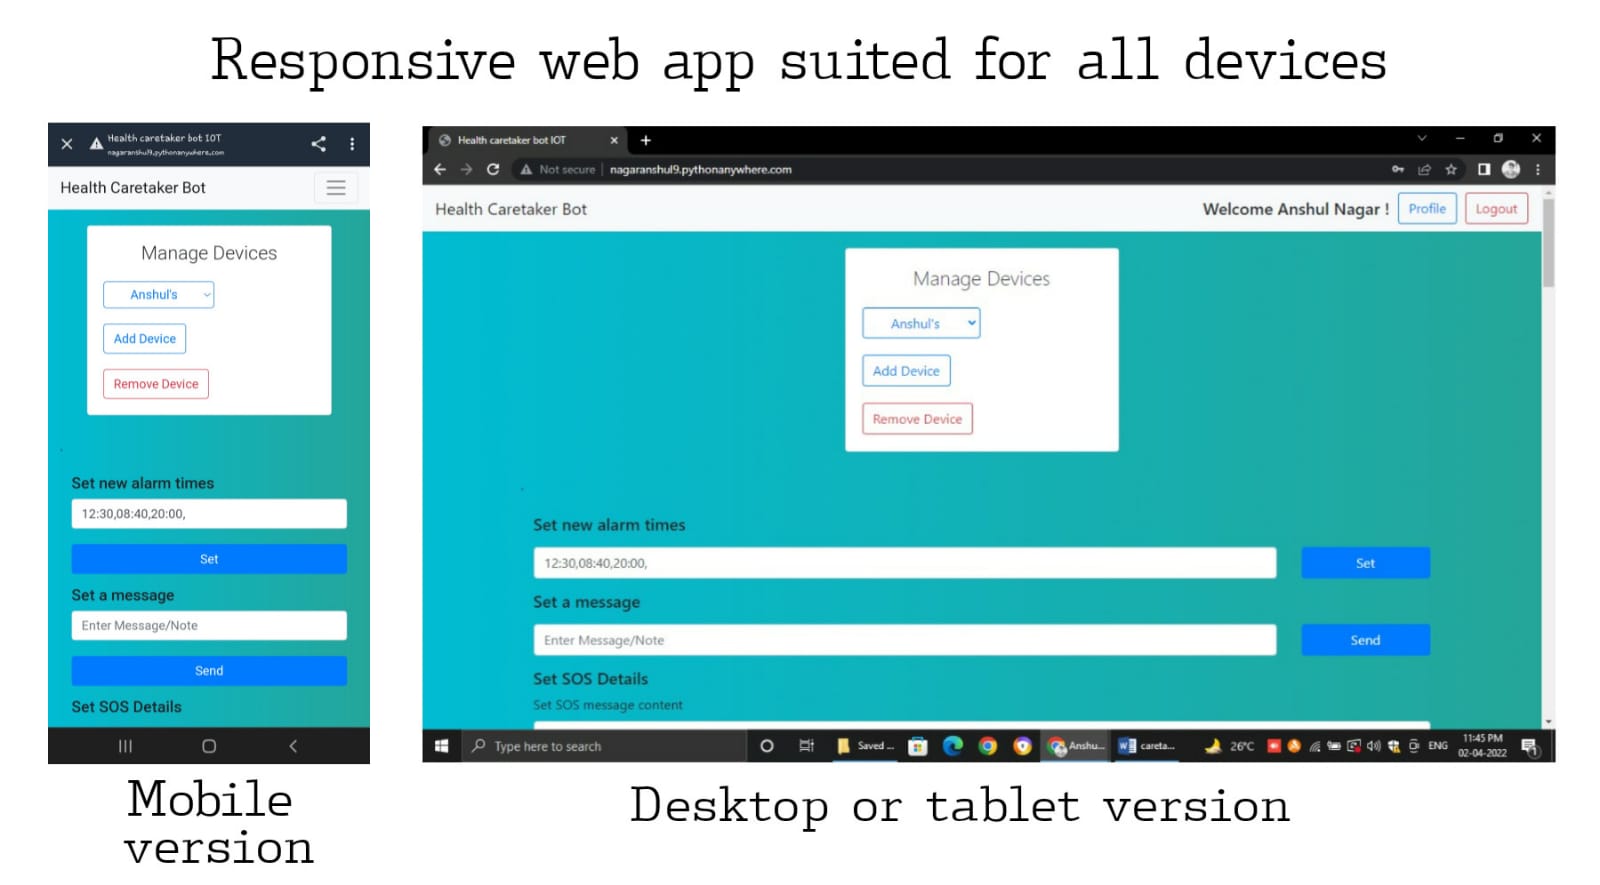 Responsive web app suited for all devices
Health caretaker bot IOT
nagaranshul9.pythonanywhere.com
Health Caretaker Bot
Manage Devices
Anshul's
Add Device
Remove Device
Set new alarm times
12:30,08:40,20:00,
Set
Set a message
Enter Message/Note
Send
Set SOS Details
Mobile
version
Health caretaker bot IOT
Not secure | nagaranshul9.pythonanywhere.com
Health Caretaker Bot
Welcome Anshul Nagar ! Profile Logout
Manage Devices
Anshul's
Add Device
Remove Device
Set new alarm times
12:30,08:40,20:00, Set
Set a message
Enter Message/Note Send
Set SOS Details
Set SOS message content
Type here to search Saved ... Anshu... careta... 26°C ENG 11:45 PM
02-04-2022
Desktop or tablet version